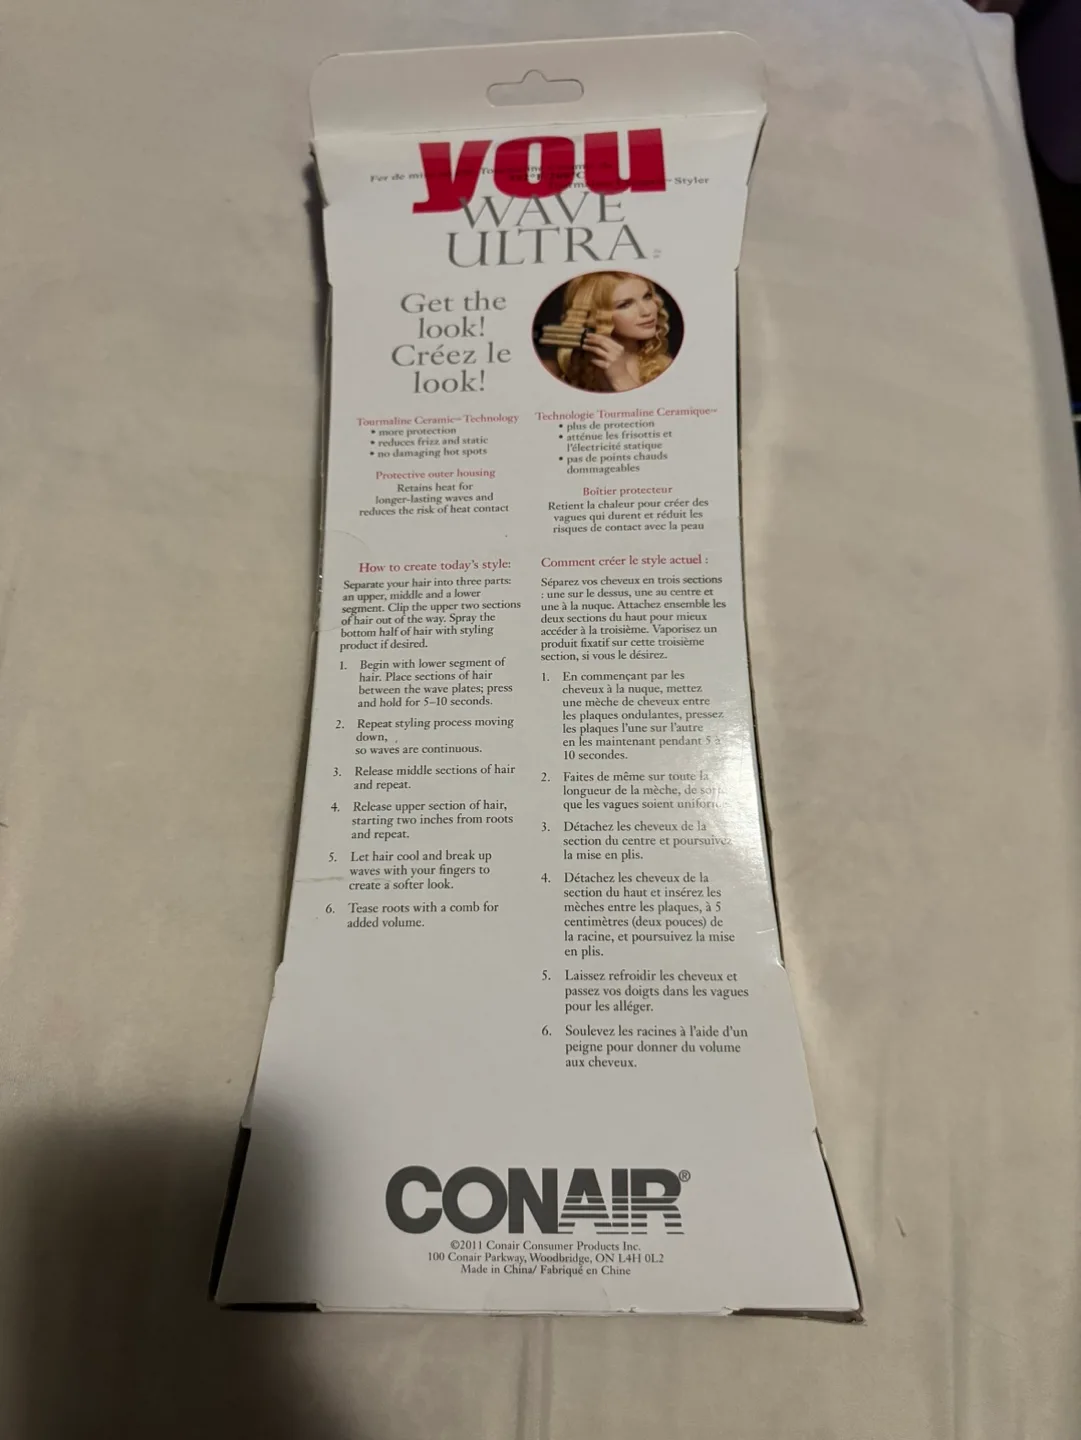 you
Fer de
Styler
WAVE
ULTRA
Get the
look!
Créez le
look!
Tourmaline Ceramic™ Technology
• more protection
• reduces frizz and static
• no damaging hot spots
Protective outer housing
Retains heat for
longer-lasting waves and
reduces the risk of heat contact
Technologie Tourmaline Ceramique™
• plus de protection
• atténue les frisottis et
l'électricité statique
• pas de points chauds
dommageables
Boîtier protecteur
Retient la chaleur pour créer des
vagues qui durent et réduit les
risques de contact avec la peau
How to create today's style:
Separate your hair into three parts:
an upper, middle and a lower
segment. Clip the upper two sections
of hair out of the way. Spray the
bottom half of hair with styling
product if desired.
1. Begin with lower segment of
hair. Place sections of hair
between the wave plates; press
and hold for 5–10 seconds.
2. Repeat styling process moving
down,
so waves are continuous.
3. Release middle sections of hair
and repeat.
4. Release upper section of hair,
starting two inches from roots
and repeat.
5. Let hair cool and break up
waves with your fingers to
create a softer look.
6. Tease roots with a comb for
added volume.
Comment créer le style actuel :
Séparez vos cheveux en trois sections
: une sur le dessus, une au centre et
une à la nuque. Attachez ensemble les
deux sections du haut pour mieux
accéder à la troisième. Vaporisez un
produit fixatif sur cette troisième
section, si vous le désirez.
1. En commençant par les
cheveux à la nuque, mettez
une mèche de cheveux entre
les plaques ondulantes, pressez
les plaques l'une sur l'autre
en les maintenant pendant 5 à
10 secondes.
2. Faites de même sur toute la
longueur de la mèche, de sorte
que les vagues soient
3. Détachez les cheveux de la
section du centre et poursuivez
la mise en plis.
4. Détachez les cheveux de la
section du haut et insérez les
mèches entre les plaques, à 5
centimètres (deux pouces) de
la racine, et poursuivez la mise
en plis.
5. Laissez refroidir les cheveux et
passez vos doigts dans les vagues
pour les alléger.
6. Soulevez les racines à l'aide d'un
peigne pour donner du volume
aux cheveux.
CONAIR®
©2011 Conair Consumer Products Inc.
100 Conair Parkway, Woodbridge, ON L4H 0L2
Made in China/ Fabriqué en Chine